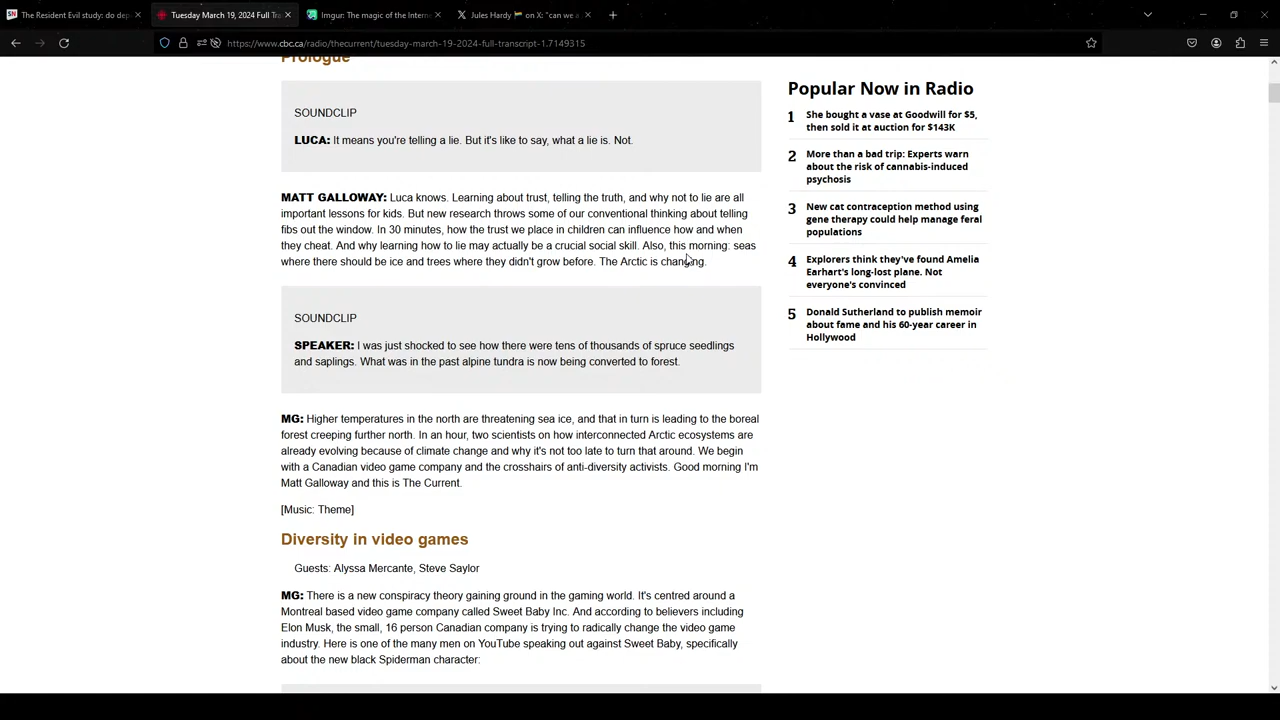 The Resident Evil study: do dep
Tuesday March 19, 2024 Full Tra
Imgur: The magic of the Interne
Jules Hardy on X: "can we a
https://www.cbc.ca/radio/thecurrent/tuesday-march-19-2024-full-transcript-1.7149315
Prologue
SOUNDCLIP
LUCA: It means you're telling a lie. But it's like to say, what a lie is. Not.
MATT GALLOWAY: Luca knows. Learning about trust, telling the truth, and why not to lie are all
important lessons for kids. But new research throws some of our conventional thinking about telling
fibs out the window. In 30 minutes, how the trust we place in children can influence how and when
they cheat. And why learning how to lie may actually be a crucial social skill. Also, this morning: seas
where there should be ice and trees where they didn't grow before. The Arctic is changing.
SOUNDCLIP
SPEAKER: I was just shocked to see how there were tens of thousands of spruce seedlings
and saplings. What was in the past alpine tundra is now being converted to forest.
MG: Higher temperatures in the north are threatening sea ice, and that in turn is leading to the boreal
forest creeping further north. In an hour, two scientists on how interconnected Arctic ecosystems are
already evolving because of climate change and why it's not too late to turn that around. We begin
with a Canadian video game company and the crosshairs of anti-diversity activists. Good morning I'm
Matt Galloway and this is The Current.
[Music: Theme]
Diversity in video games
Guests: Alyssa Mercante, Steve Saylor
MG: There is a new conspiracy theory gaining ground in the gaming world. It's centred around a
Montreal based video game company called Sweet Baby Inc. And according to believers including
Elon Musk, the small, 16 person Canadian company is trying to radically change the video game
industry. Here is one of the many men on YouTube speaking out against Sweet Baby, specifically
about the new black Spiderman character:
Popular Now in Radio
1 She bought a vase at Goodwill for $5,
then sold it at auction for $143K
2 More than a bad trip: Experts warn
about the risk of cannabis-induced
psychosis
3 New cat contraception method using
gene therapy could help manage feral
populations
4 Explorers think they've found Amelia
Earhart's long-lost plane. Not
everyone's convinced
5 Donald Sutherland to publish memoir
about fame and his 60-year career in
Hollywood